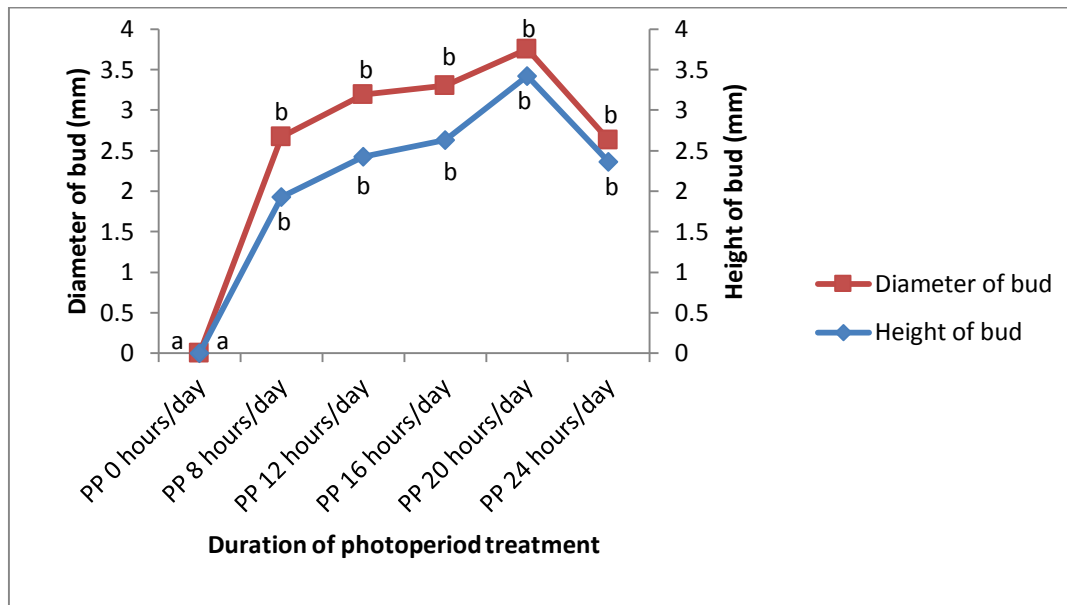 4
3.5
3
2.5
2
1.5
1
0.5
0
Diameter of bud (mm)
b
b
b
b
b
b
b
b
b
b
a
a
4
3.5
3
2.5
2
1.5
1
0.5
0
Height of bud (mm)
Diameter of bud
Height of bud
PP 0 hours/day
PP 8 hours/day
PP 12 hours/day
PP 16 hours/day
PP 20 hours/day
PP 24 hours/day
Duration of photoperiod treatment